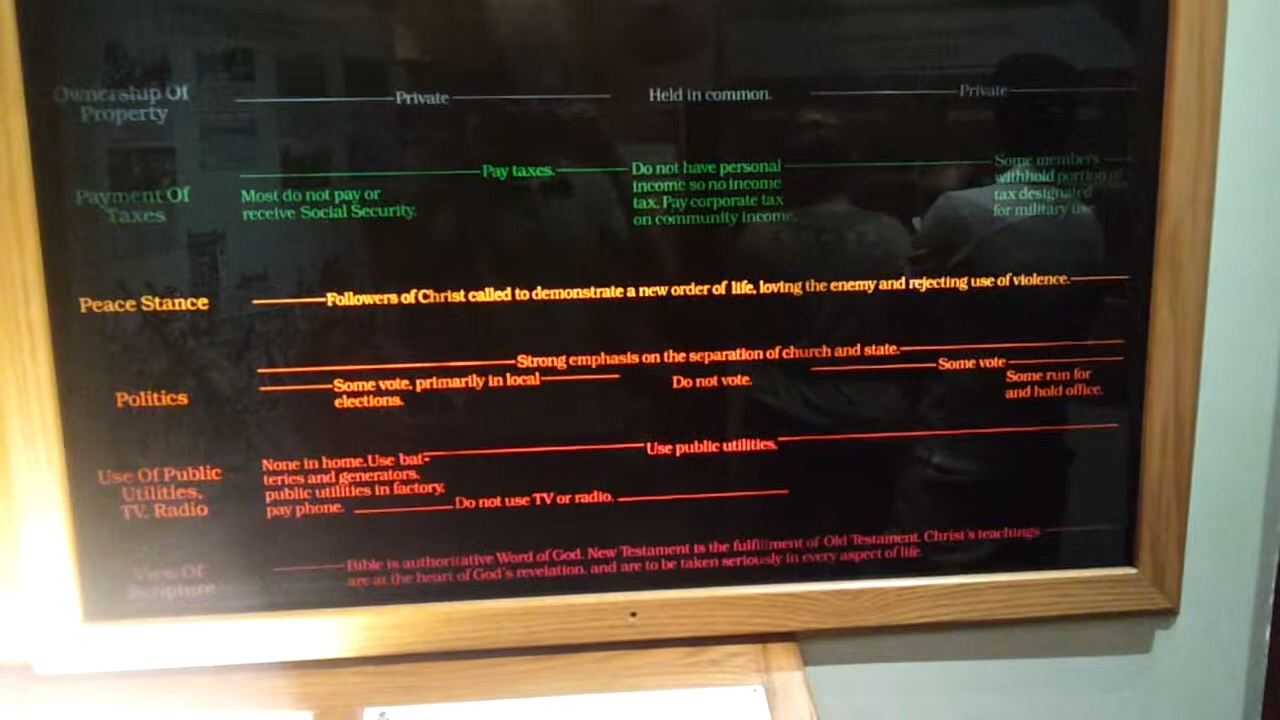 Ownership Of
Property
Private
Held in common.
Private
Payment Of
Taxes
Pay taxes.
Most do not pay or
receive Social Security.
Do not have personal
income so no income
tax. Pay corporate tax
on community income.
Some members
withhold portion of
tax designated
for military use
Peace Stance
Followers of Christ called to demonstrate a new order of life, loving the enemy and rejecting use of violence.
Politics
Strong emphasis on the separation of church and state.
Some vote, primarily in local
elections.
Do not vote.
Some vote
Some run for
and hold office.
Use Of Public
Utilities,
TV, Radio
None in home. Use bat-
teries and generators,
public utilities in factory,
pay phone.
Use public utilities.
Do not use TV or radio.
View Of
Scripture
Bible is authoritative Word of God. New Testament is the fulfillment of Old Testament. Christ's teachings
are at the heart of God's revelation, and are to be taken seriously in every aspect of life.